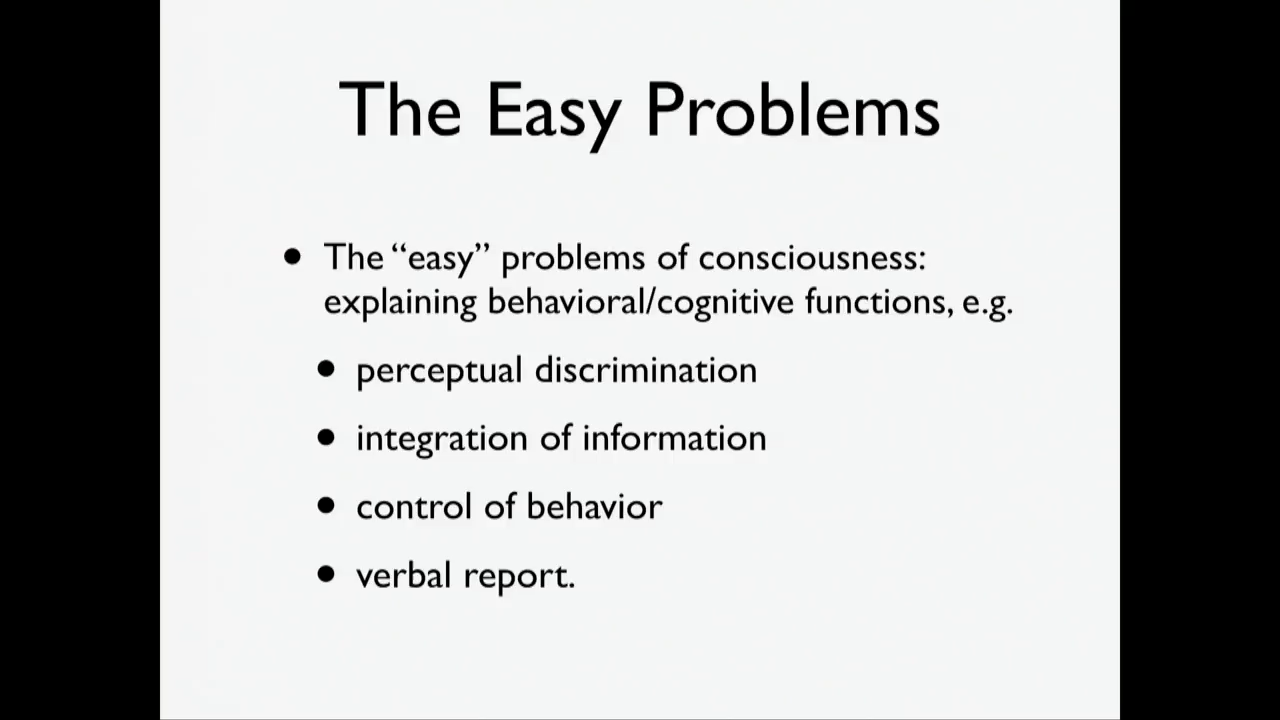 The Easy Problems
• The “easy” problems of consciousness:
explaining behavioral/cognitive functions, e.g.
• perceptual discrimination
• integration of information
• control of behavior
• verbal report.